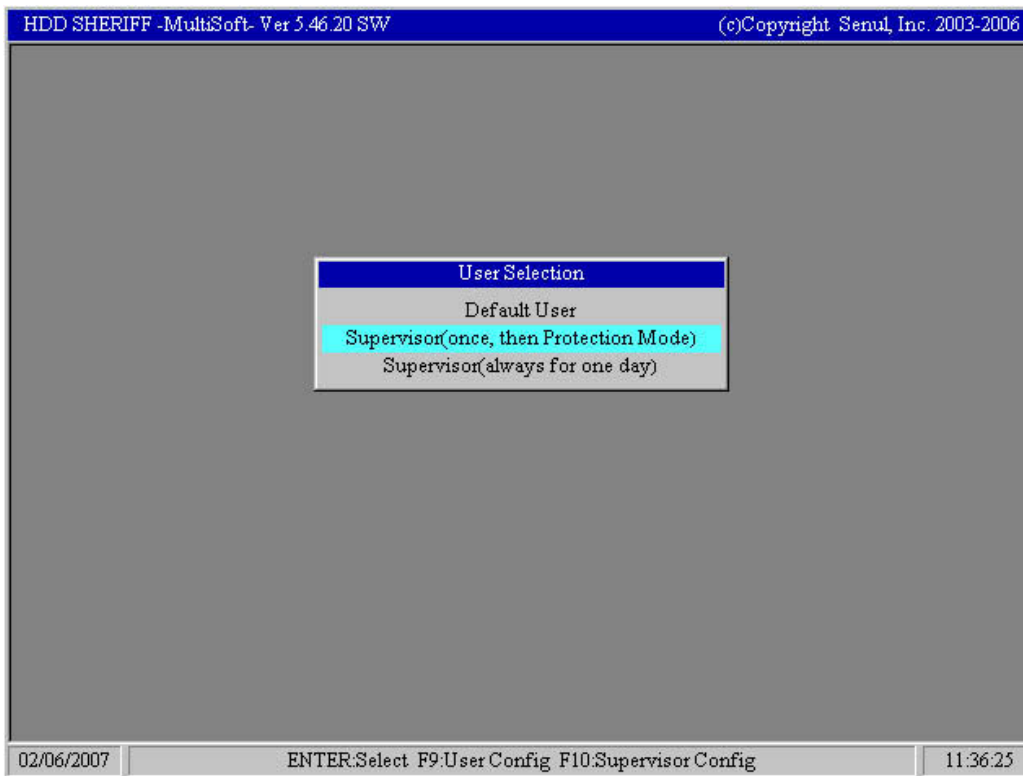 HDD SHERIFF -MultiSoft- Ver 5.46.20 SW (c)Copyright Senul, Inc. 2003-2006
User Selection
Default User
Supervisor(once, then Protection Mode)
Supervisor(always for one day)
02/06/2007 ENTER:Select F9:User Config F10:Supervisor Config 11:36:25